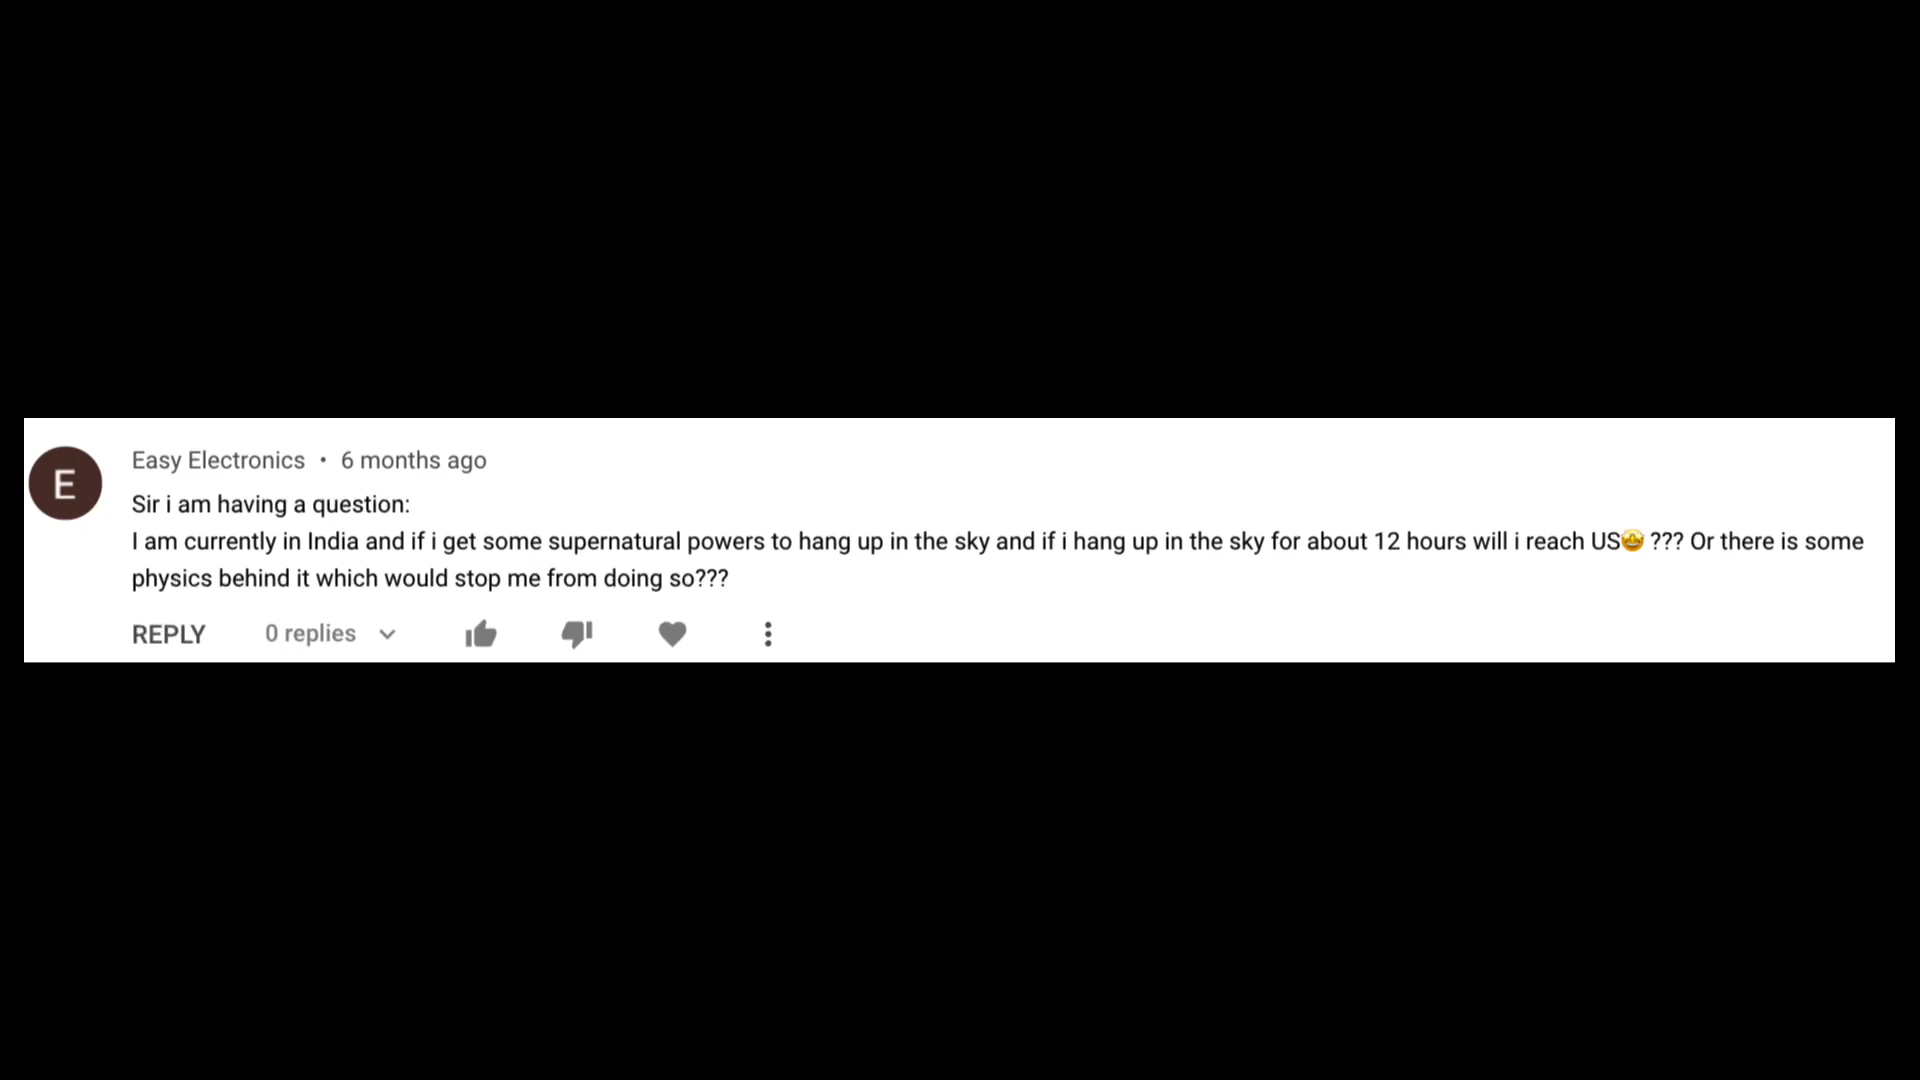 E
Easy Electronics • 6 months ago
Sir i am having a question:
I am currently in India and if i get some supernatural powers to hang up in the sky and if i hang up in the sky for about 12 hours will i reach US🤩 ??? Or there is some
physics behind it which would stop me from doing so???
REPLY 0 replies